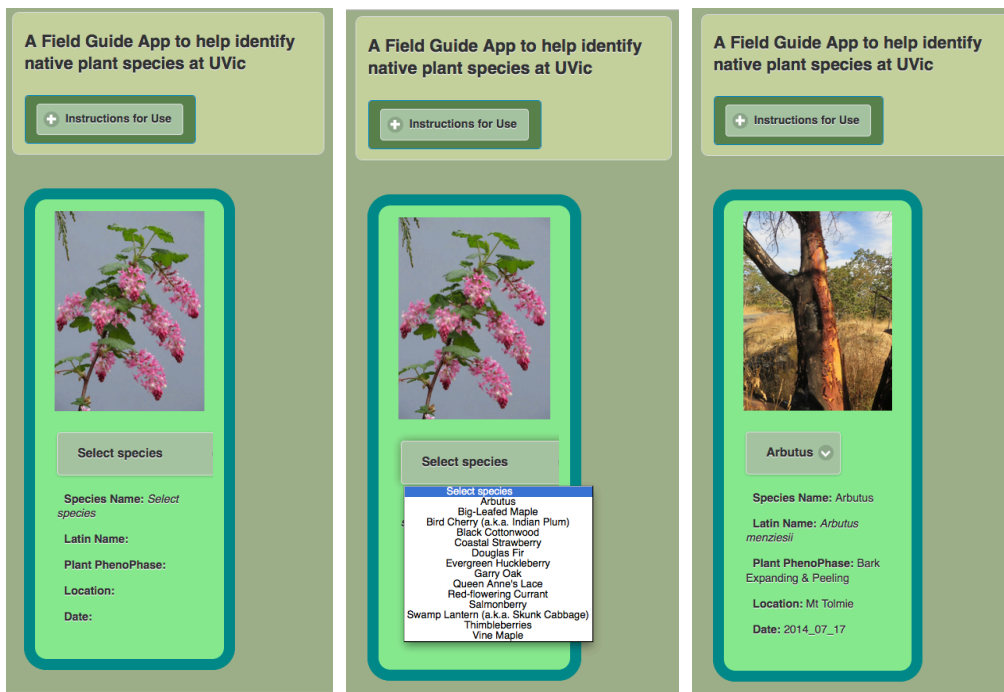 A Field Guide App to help identify
native plant species at UVic
Instructions for Use
Select species
Species Name: Select
species
Latin Name:
Plant PhenoPhase:
Location:
Date:
A Field Guide App to help identify
native plant species at UVic
Instructions for Use
Select species
Select species
Arbutus
Big-Leafed Maple
Bird Cherry (a.k.a. Indian Plum)
Black Cottonwood
Coastal Strawberry
Douglas Fir
Evergreen Huckleberry
Garry Oak
Queen Anne's Lace
Red-flowering Currant
Salmonberry
Swamp Lantern (a.k.a. Skunk Cabbage)
Thimbleberries
Vine Maple
A Field Guide App to help identify
native plant species at UVic
Instructions for Use
Arbutus
Species Name: Arbutus
Latin Name: Arbutus
menziesii
Plant PhenoPhase: Bark
Expanding & Peeling
Location: Mt Tolmie
Date: 2014_07_17